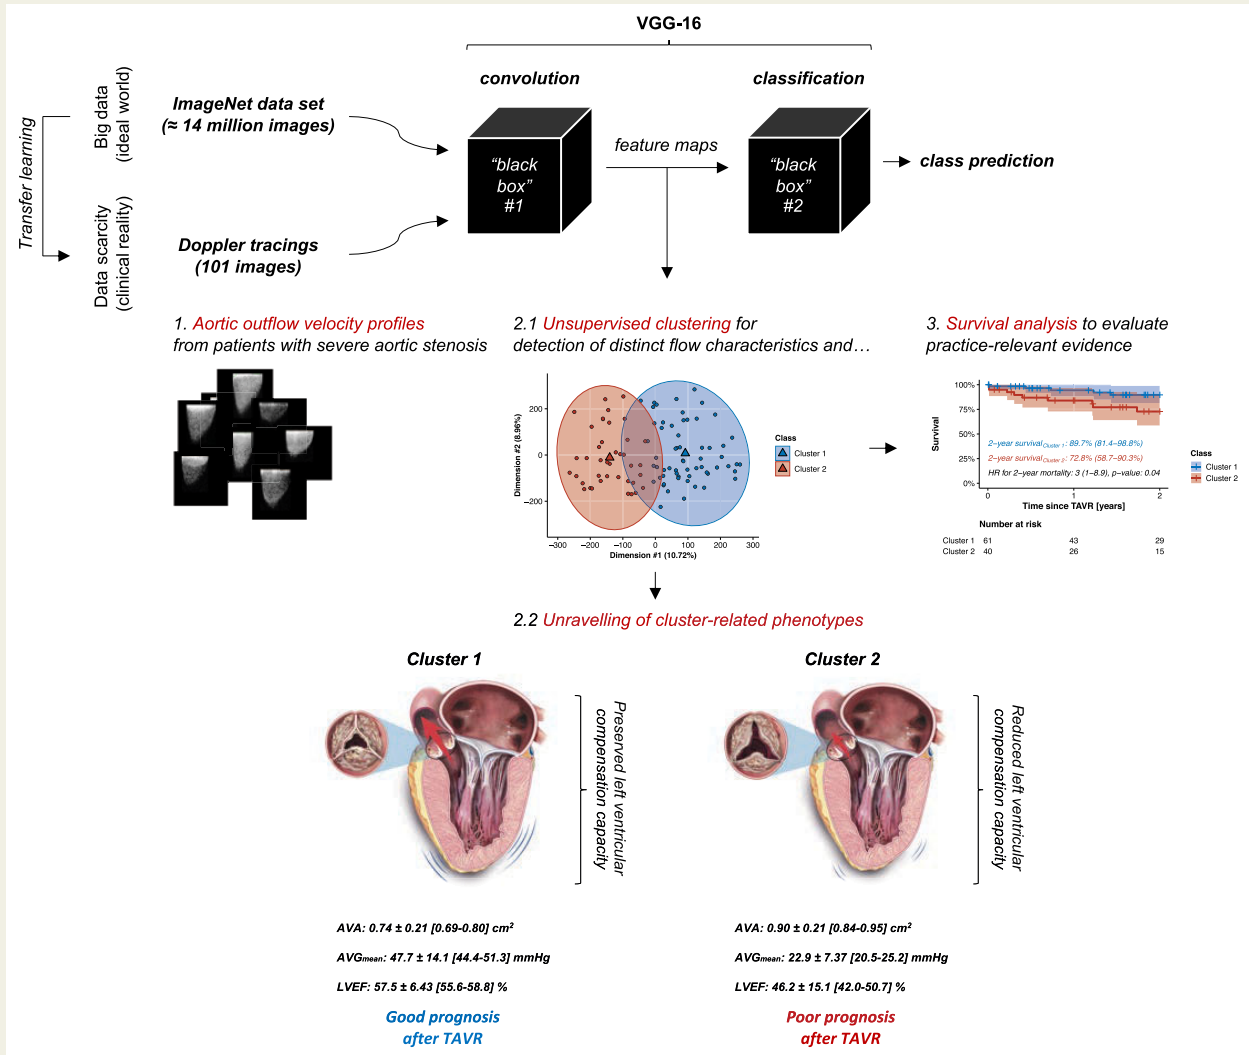 VGG-16
convolution
classification
Transfer learning
Big data
(ideal world)
ImageNet data set
(≈ 14 million images)
"black
box"
#1
feature maps
"black
box"
#2
class prediction
Data scarcity
(clinical reality)
Doppler tracings
(101 images)
1. Aortic outflow velocity profiles
from patients with severe aortic stenosis
2.1 Unsupervised clustering for
detection of distinct flow characteristics and…
3. Survival analysis to evaluate
practice-relevant evidence
Dimension #2 (8.96%)
200
0
−200
−300
−200
−100
0
100
200
300
Dimension #1 (10.72%)
Class
Cluster 1
Cluster 2
Survival
100%
75%
50%
25%
0%
2−year survival Cluster 1: 89.7% (81.4−98.8%)
2−year survival Cluster 2: 72.8% (58.7−90.3%)
HR for 2−year mortality: 3 (1−8.9), p−value: 0.04
0
1
2
Time since TAVR [years]
Class
Cluster 1
Cluster 2
Number at risk
Cluster 1 61 43 29
Cluster 2 40 26 15
2.2 Unravelling of cluster-related phenotypes
Cluster 1
Preserved left ventricular
compensation capacity
AVA: 0.74 ± 0.21 [0.69-0.80] cm²
AVGmean: 47.7 ± 14.1 [44.4-51.3] mmHg
LVEF: 57.5 ± 6.43 [55.6-58.8] %
Good prognosis
after TAVR
Cluster 2
Reduced left ventricular
compensation capacity
AVA: 0.90 ± 0.21 [0.84-0.95] cm²
AVGmean: 22.9 ± 7.37 [20.5-25.2] mmHg
LVEF: 46.2 ± 15.1 [42.0-50.7] %
Poor prognosis
after TAVR